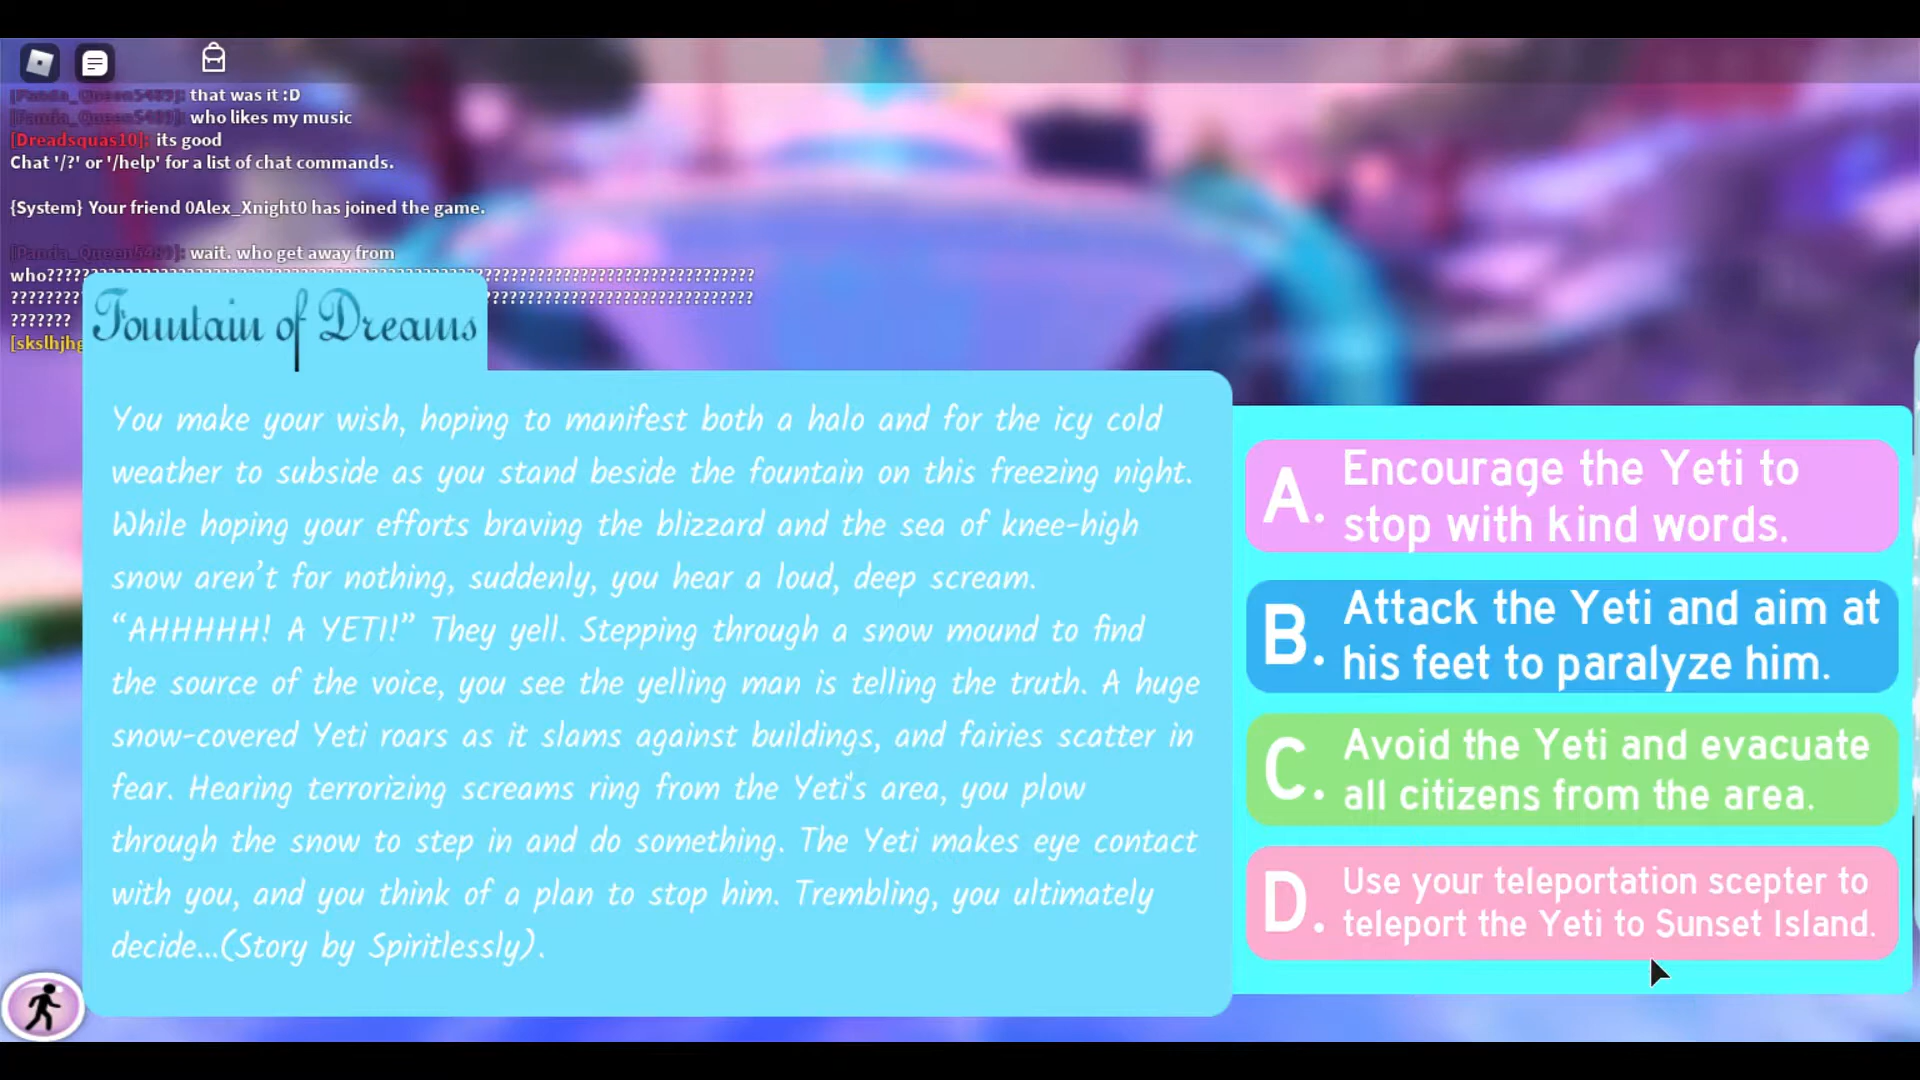 [Panda_Queen5489]: that was it :D
[Panda_Queen5489]: who likes my music
[Dreadsquas10]: its good
Chat '/?' or '/help' for a list of chat commands.
{System} Your friend 0Alex_Xnight0 has joined the game.
[Panda_Queen5489]: wait. who get away from
who????
????????
???????
[skslhjhg
Fountain of Dreams
You make your wish, hoping to manifest both a halo and for the icy cold
weather to subside as you stand beside the fountain on this freezing night.
While hoping your efforts braving the blizzard and the sea of knee-high
snow aren't for nothing, suddenly, you hear a loud, deep scream.
“AHHHHH! A YETI!” They yell. Stepping through a snow mound to find
the source of the voice, you see the yelling man is telling the truth. A huge
snow-covered Yeti roars as it slams against buildings, and fairies scatter in
fear. Hearing terrorizing screams ring from the Yeti's area, you plow
through the snow to step in and do something. The Yeti makes eye contact
with you, and you think of a plan to stop him. Trembling, you ultimately
decide...(Story by Spiritlessly).
A. Encourage the Yeti to
stop with kind words.
B. Attack the Yeti and aim at
his feet to paralyze him.
C. Avoid the Yeti and evacuate
all citizens from the area.
D. Use your teleportation scepter to
teleport the Yeti to Sunset Island.